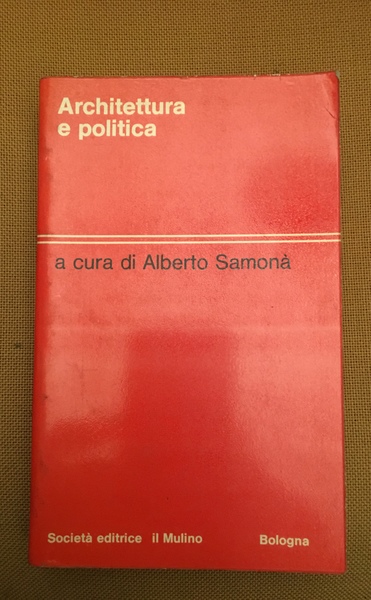 Architettura
e politica
a cura di Alberto Samonà
Società editrice il Mulino Bologna